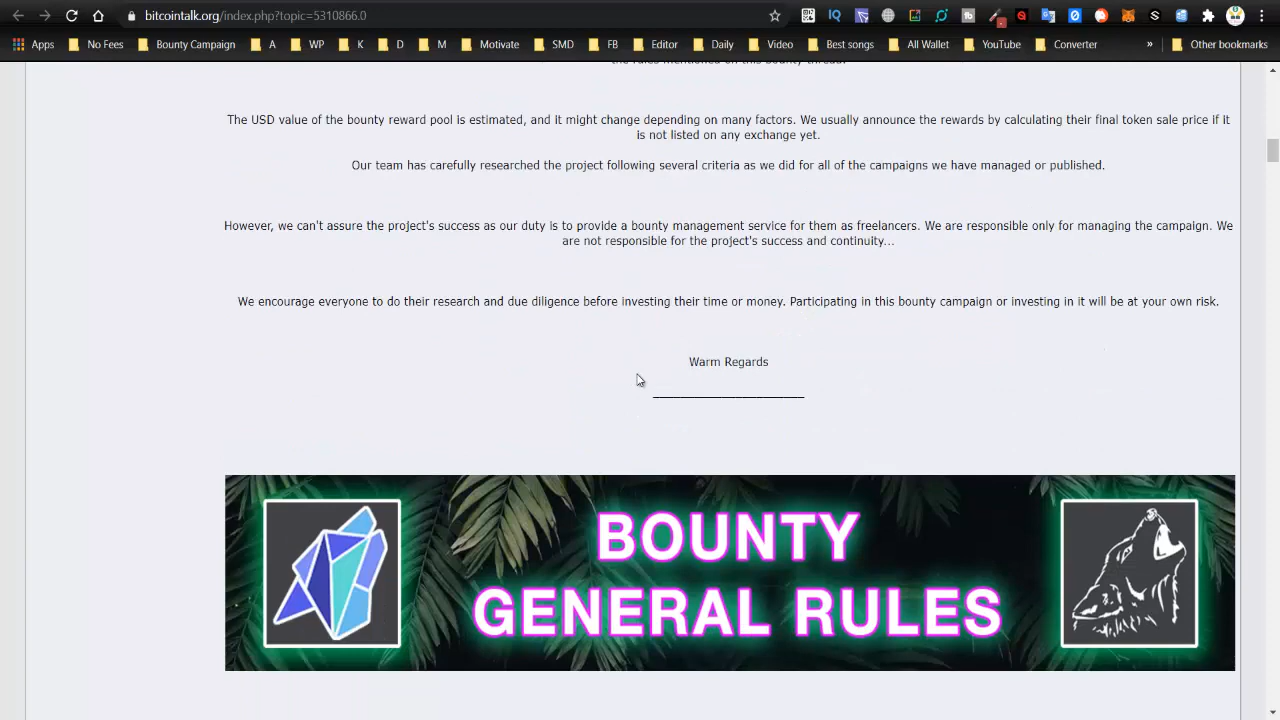 bitcointalk.org/index.php?topic=5310866.0
Apps No Fees Bounty Campaign A WP K D M Motivate SMD FB Editor Daily Video Best songs All Wallet YouTube Converter » Other bookmarks
the rules mentioned on this bounty thread.
The USD value of the bounty reward pool is estimated, and it might change depending on many factors. We usually announce the rewards by calculating their final token sale price if it
is not listed on any exchange yet.
Our team has carefully researched the project following several criteria as we did for all of the campaigns we have managed or published.
However, we can't assure the project's success as our duty is to provide a bounty management service for them as freelancers. We are responsible only for managing the campaign. We
are not responsible for the project's success and continuity...
We encourage everyone to do their research and due diligence before investing their time or money. Participating in this bounty campaign or investing in it will be at your own risk.
Warm Regards
BOUNTY
GENERAL RULES